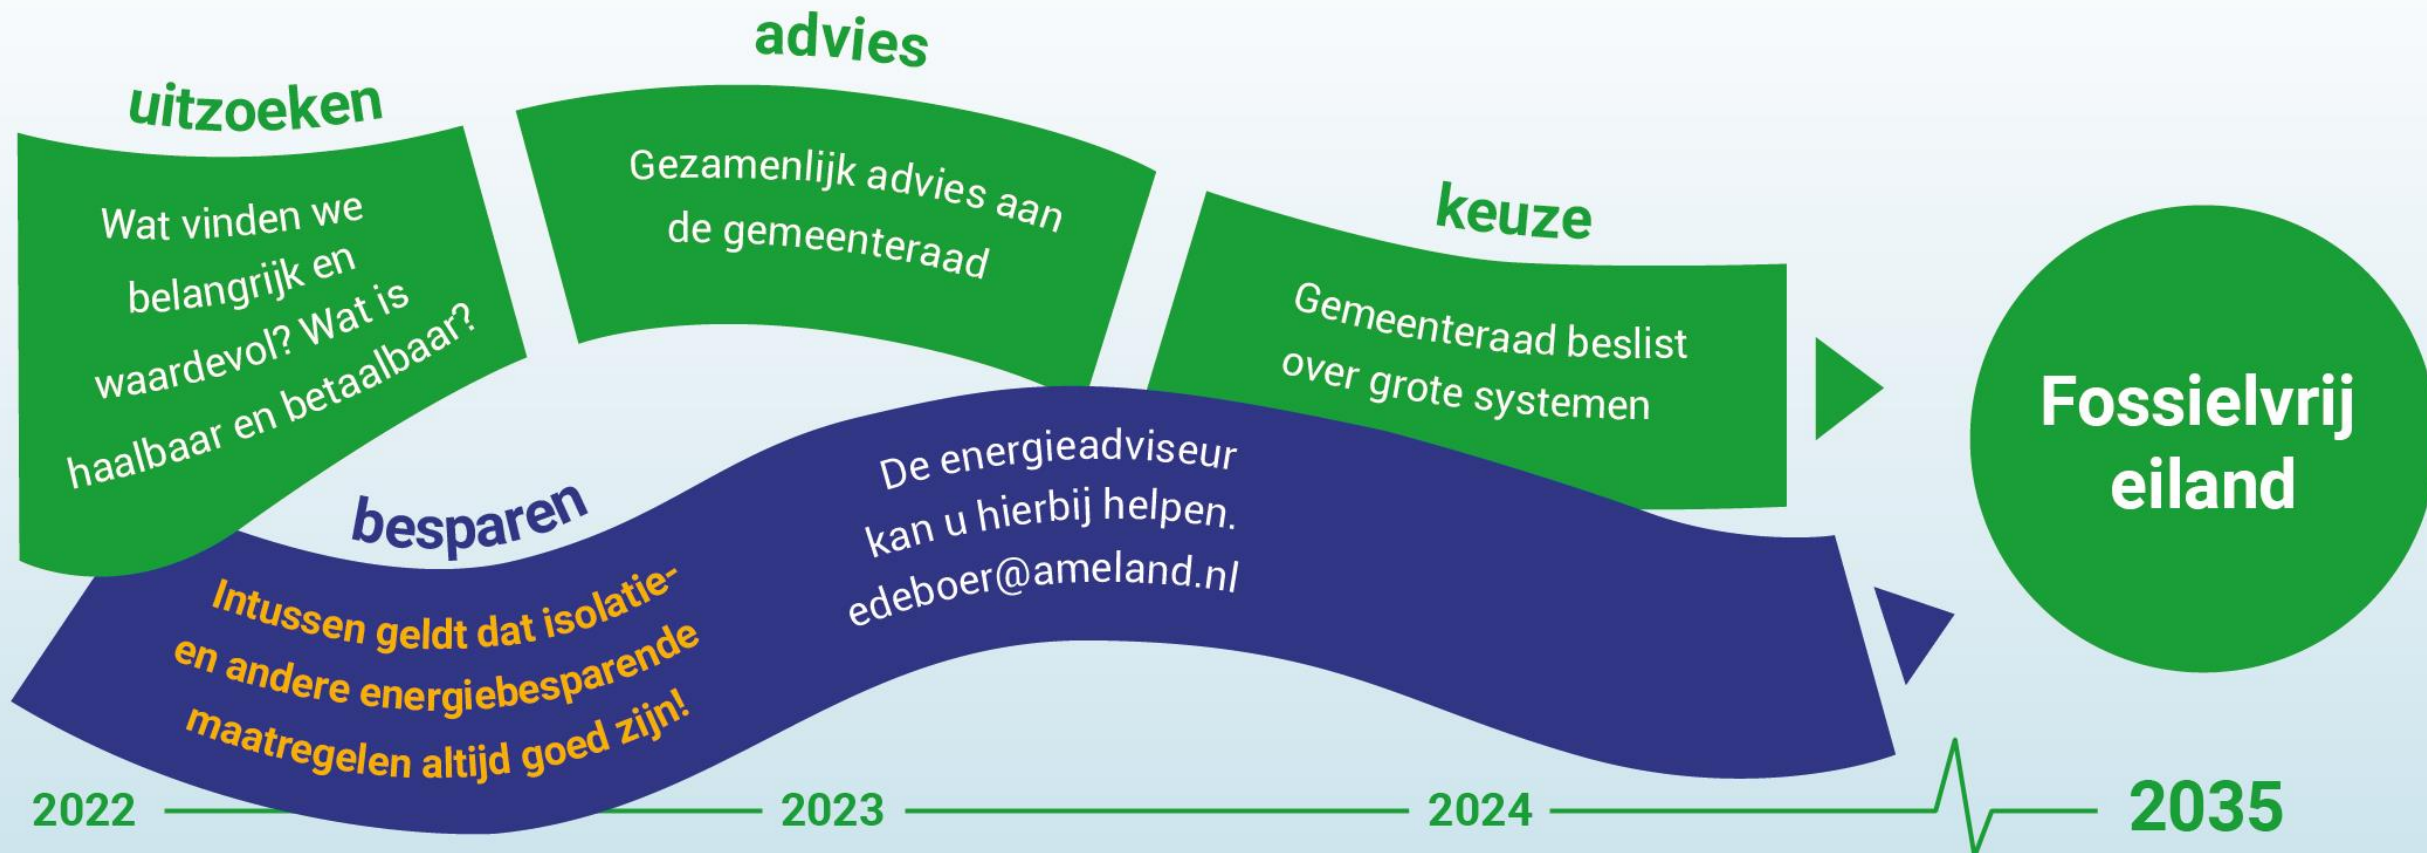 uitzoeken
Wat vinden we
belangrijk en
waardevol? Wat is
haalbaar en betaalbaar?
advies
Gezamenlijk advies aan
de gemeenteraad
keuze
Gemeenteraad beslist
over grote systemen
besparen
Intussen geldt dat isolatie-
en andere energiebesparende
maatregelen altijd goed zijn!
De energieadviseur
kan u hierbij helpen.
edeboer@ameland.nl
Fossielvrij
eiland
2022
2023
2024
2035